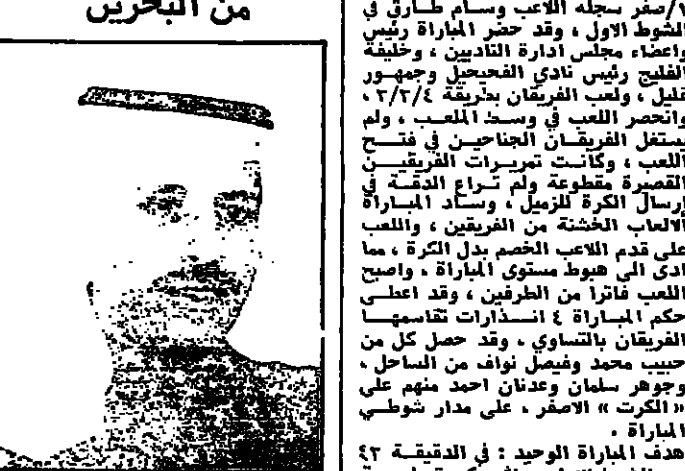 من البحرين
١/صفر سجله اللاعب وسام طارق في
الشوط الاول ، وقد حضر المباراة رئيس
واعضاء مجلس ادارة الناديين ، وخليفة
الفليج رئيس نادي الفحيحيل وجمهور
قليل ، ولعب الفريقان بطريقة ٣/٣/٤ ،
وانحصر اللعب في وسط الملعب ، ولم
يستغل الفريقان الجناحين في فتح
اللعب ، وكانت تمريرات الفريقين
القصيرة مقطوعة ولم تراع الدقة في
ارسال الكرة للزميل ، وساد المباراة
الالعاب الخشنة من الفريقين ، واللعب
على قدم اللاعب الخصم بدل الكرة ، مما
ادى الى هبوط مستوى المباراة ، واصبح
اللعب فاترا من الطرفين ، وقد اعطى
حكم المباراة ٤ انذارات تقاسمها
الفريقان بالتساوي ، وقد حصل كل من
حبيب محمد وفيصل نواف من الساحل ،
وجوهر سلمان وعدنان احمد منهم على
« الكرت » الاصفر ، على مدار شوطي
المباراة .
هدف المباراة الوحيد : في الدقيقة ٤٢